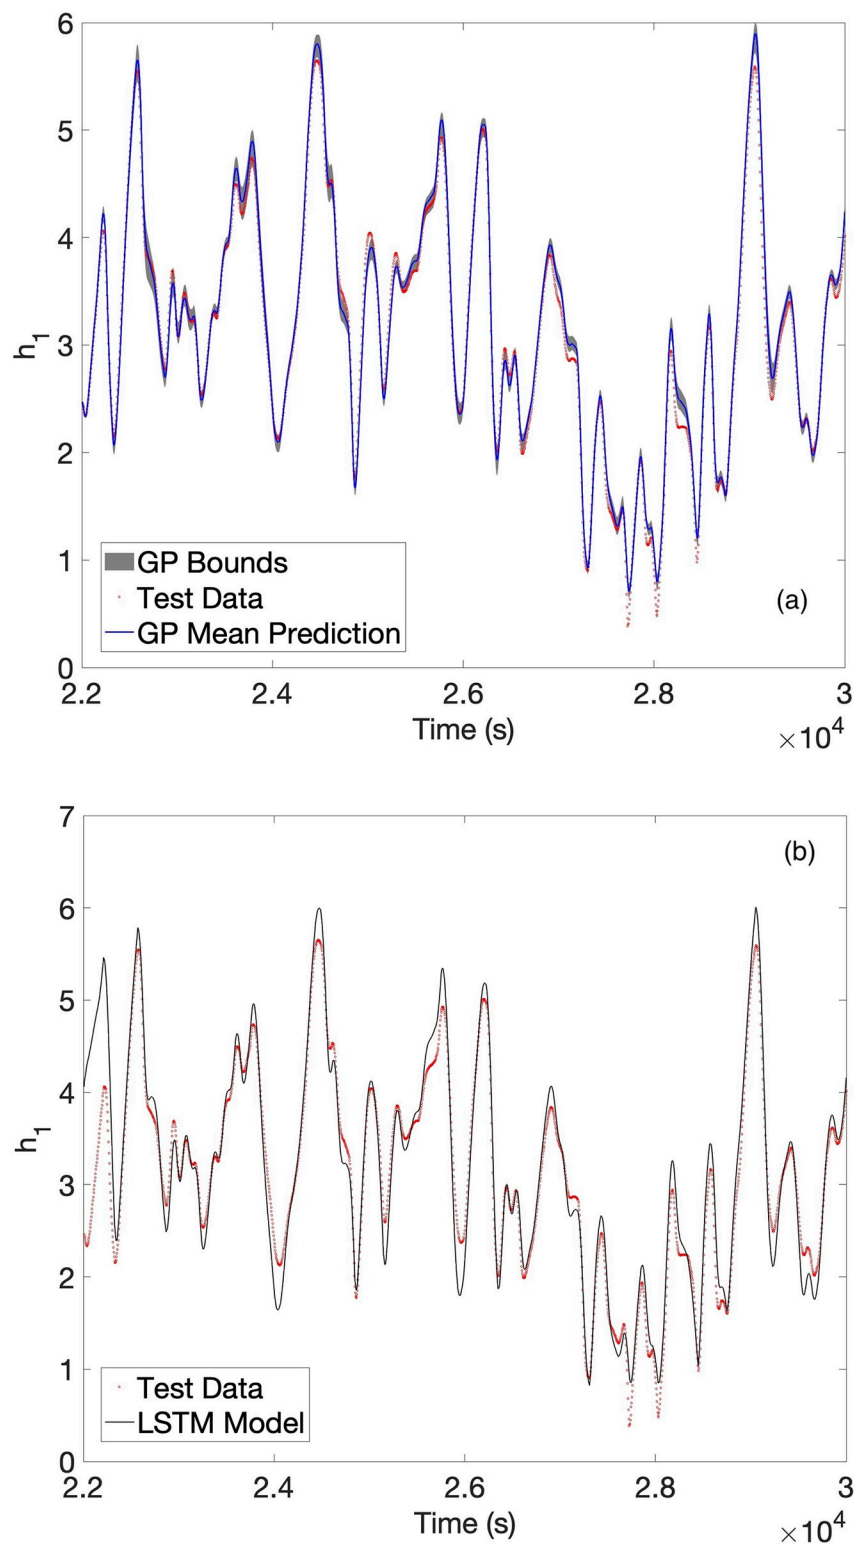 6
5
4
3
2
1
0
h1
GP Bounds
Test Data
GP Mean Prediction
(a)
2.2 2.4 2.6 2.8 3
Time (s)
×10^4
7
6
5
4
3
2
1
0
h1
(b)
Test Data
LSTM Model
2.2 2.4 2.6 2.8 3
Time (s)
×10^4